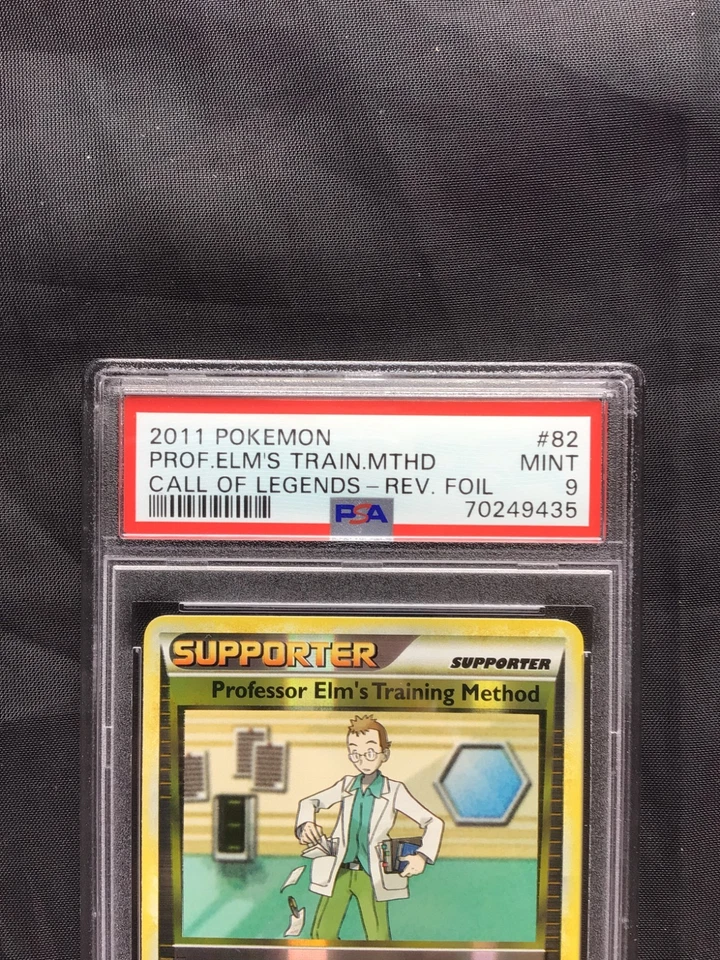 2011 POKEMON #82
PROF.ELM'S TRAIN.MTHD MINT
CALL OF LEGENDS - REV. FOIL 9
PSA 70249435
SUPPORTER SUPPORTER
Professor Elm's Training Method